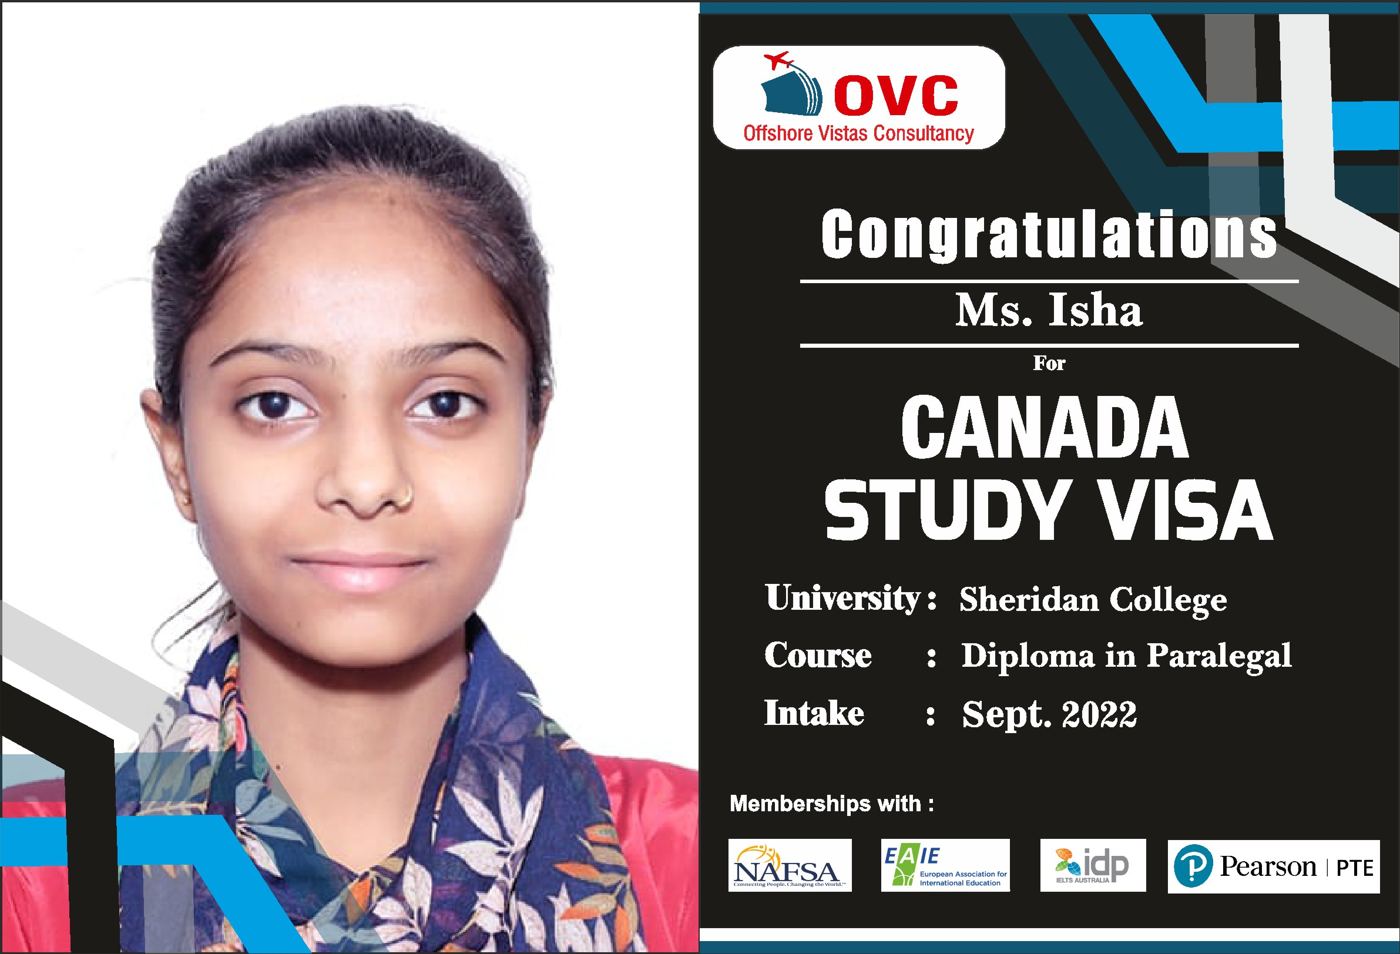 OVC
Offshore Vistas Consultancy
Congratulations
Ms. Isha
For
CANADA
STUDY VISA
University : Sheridan College
Course : Diploma in Paralegal
Intake : Sept. 2022
Memberships with :
NAFSA
Connecting People. Changing the World.™
EAIE
European Association for
International Education
idp
IELTS AUSTRALIA
Pearson | PTE